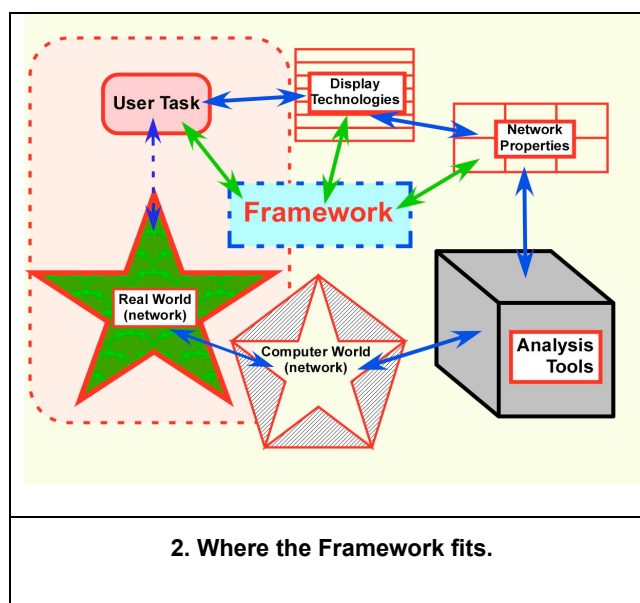 User Task
Display
Technologies
Network
Properties
Framework
Real World
(network)
Computer World
(network)
Analysis
Tools
2. Where the Framework fits.